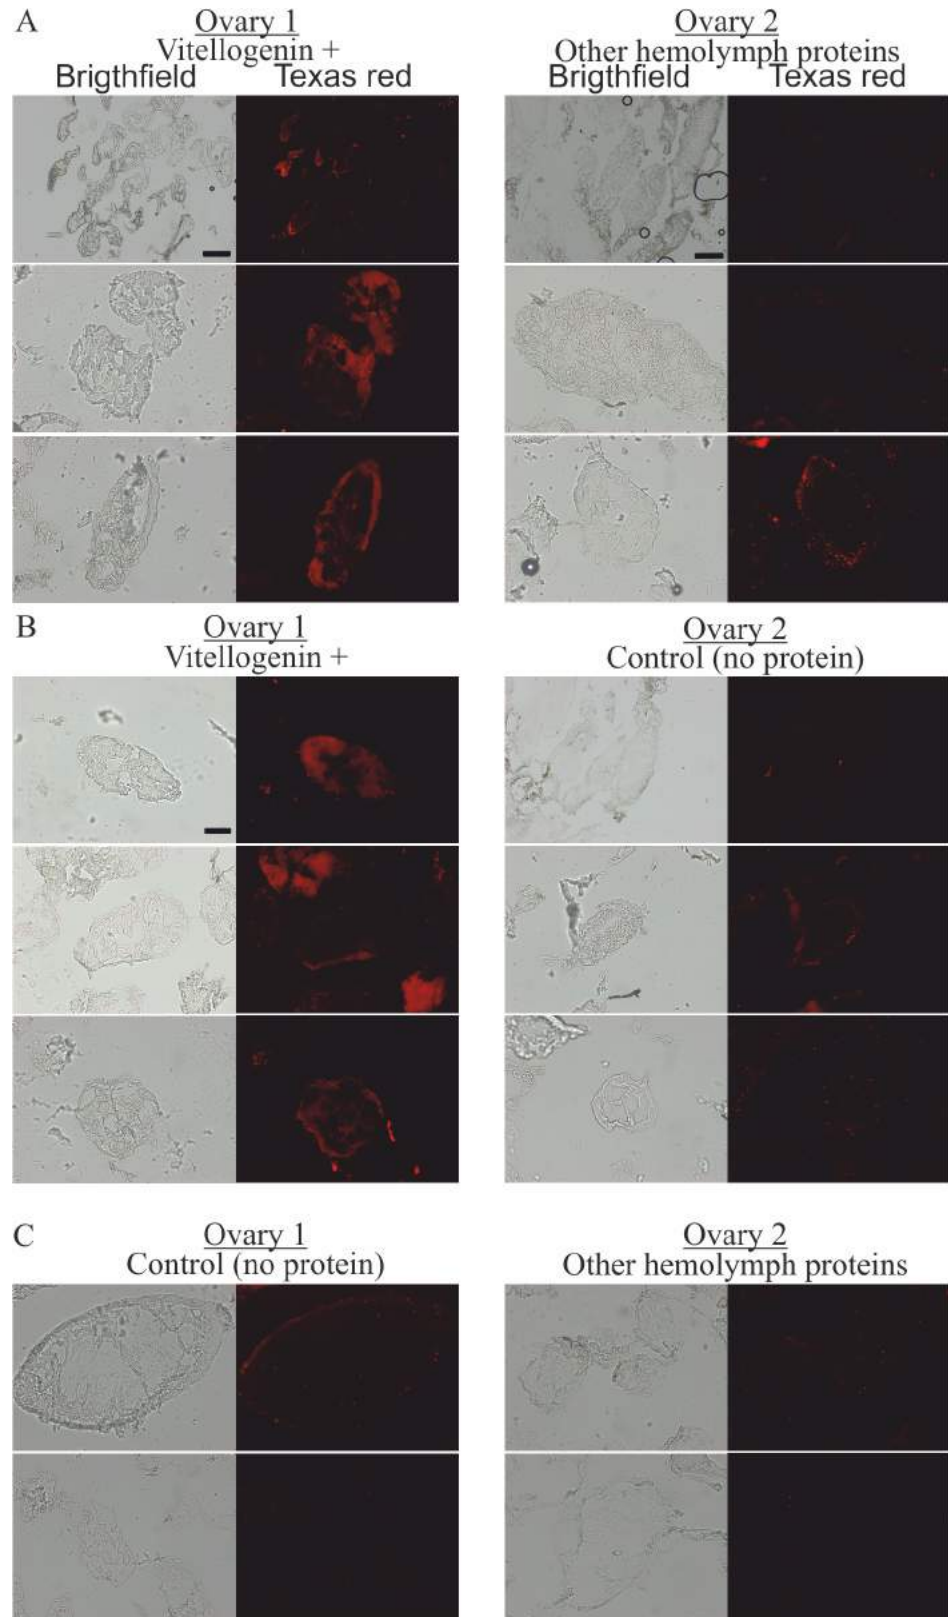 A
Ovary 1
Vitellogenin +
Brigthfield Texas red
Ovary 2
Other hemolymph proteins
Brigthfield Texas red
B
Ovary 1
Vitellogenin +
Ovary 2
Control (no protein)
C
Ovary 1
Control (no protein)
Ovary 2
Other hemolymph proteins